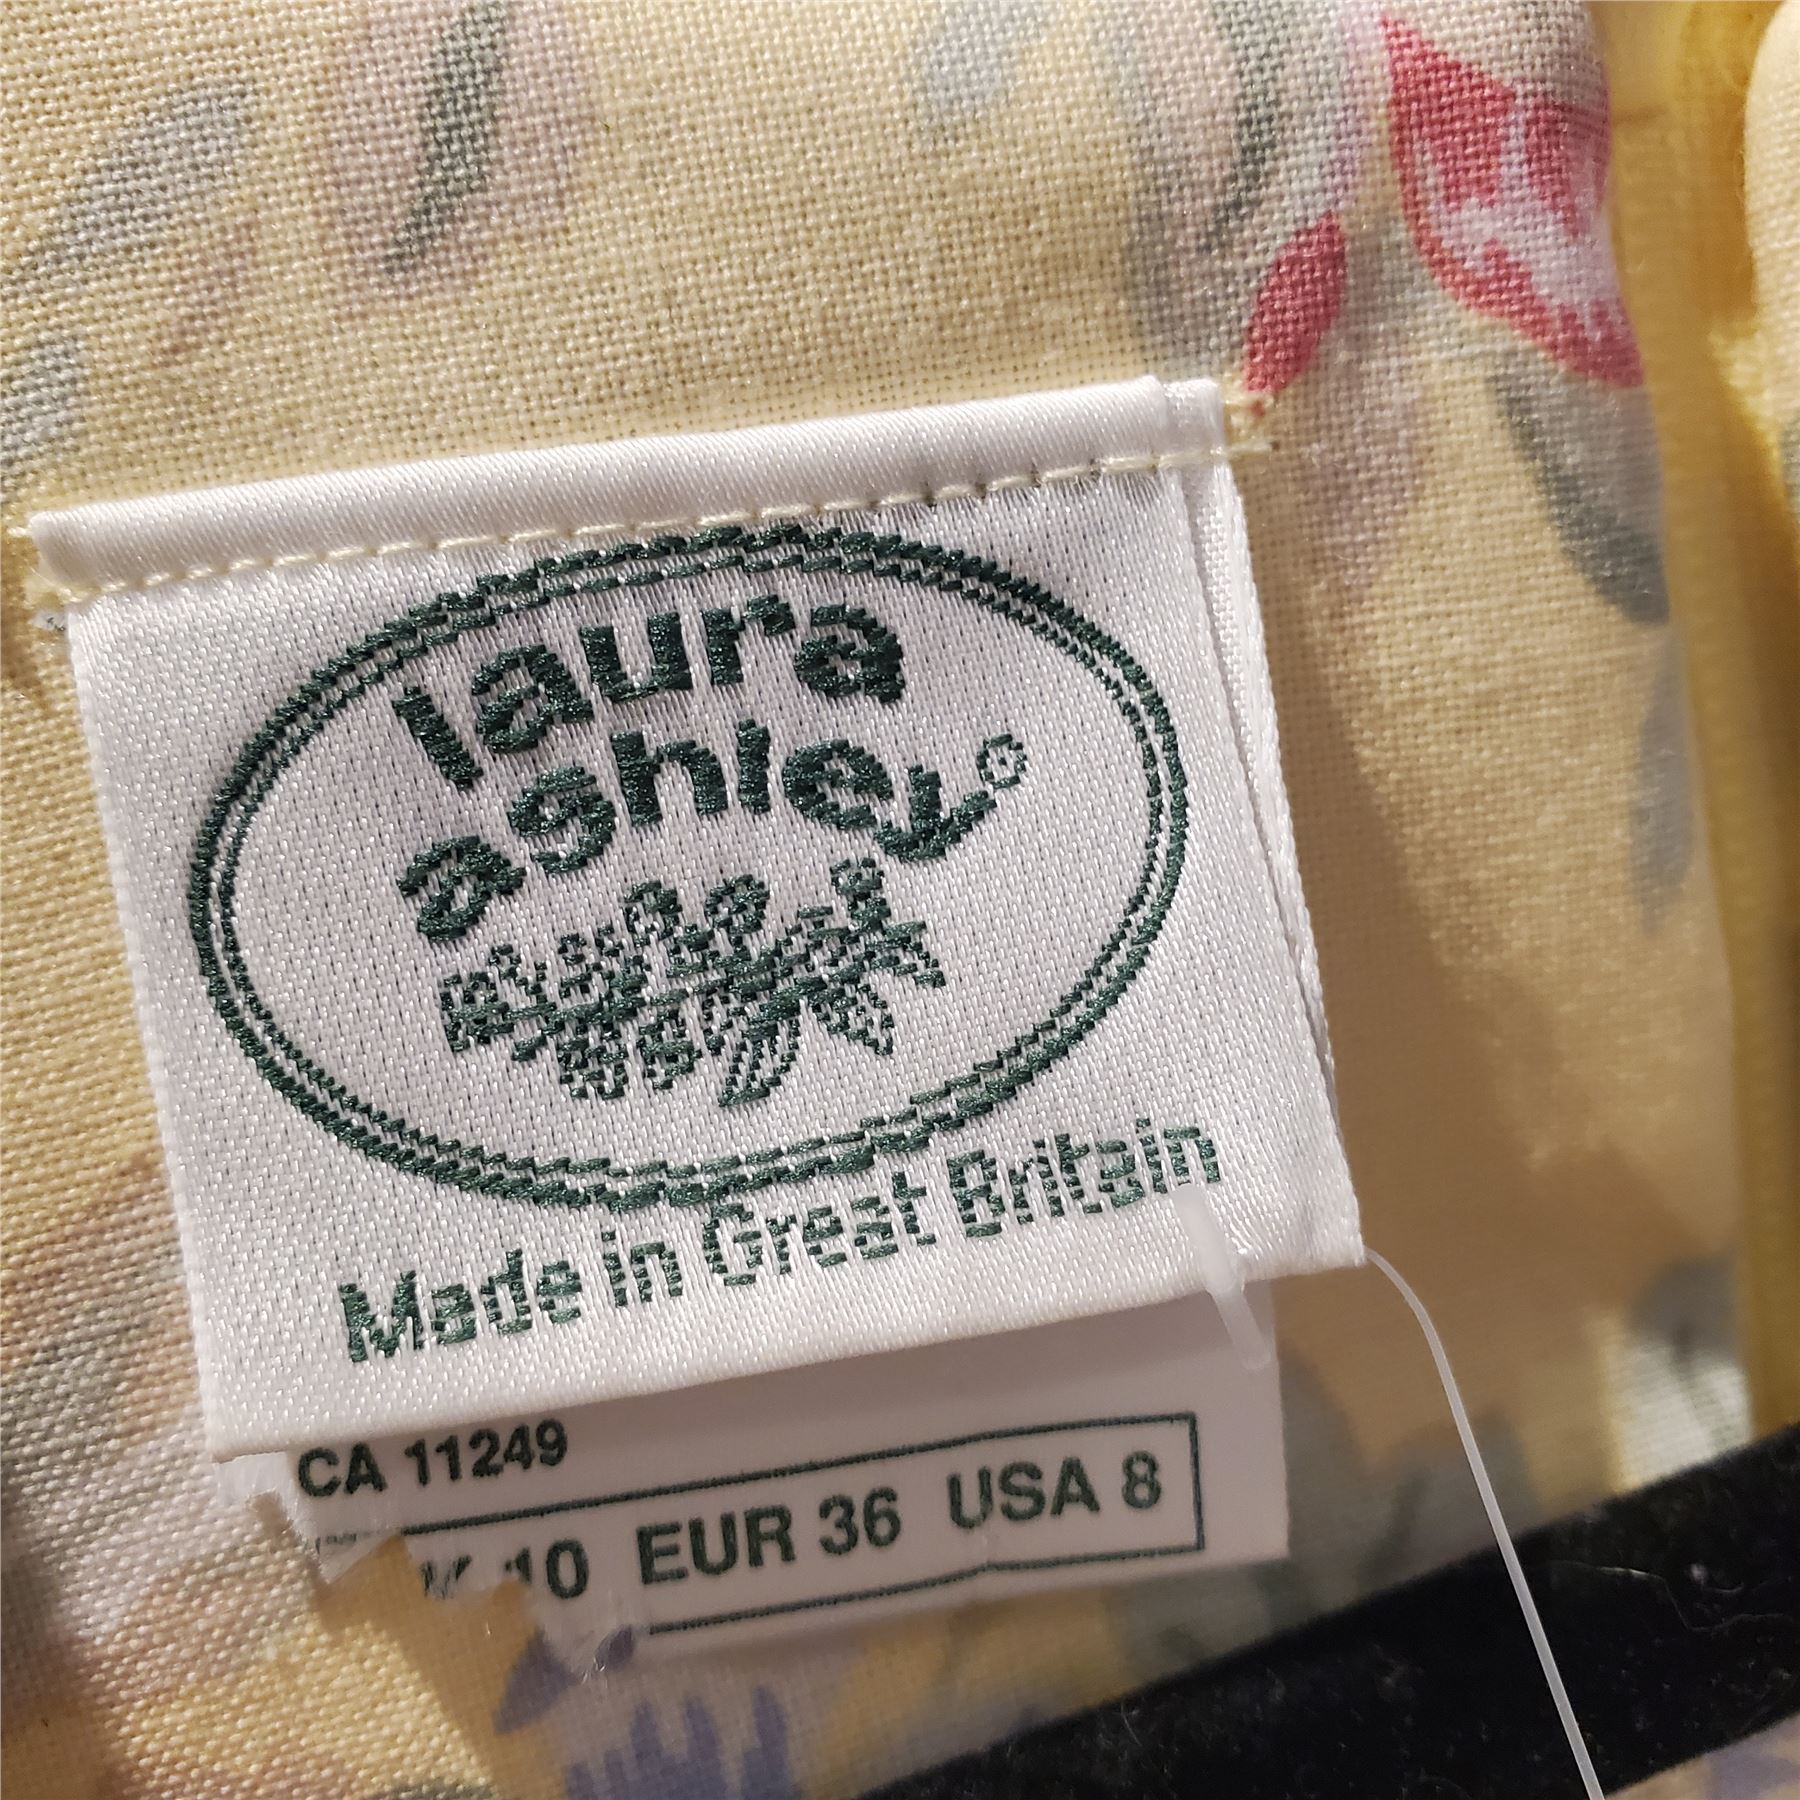 laura
ashley®
Made in Great Britain
CA 11249
10 EUR 36 USA 8